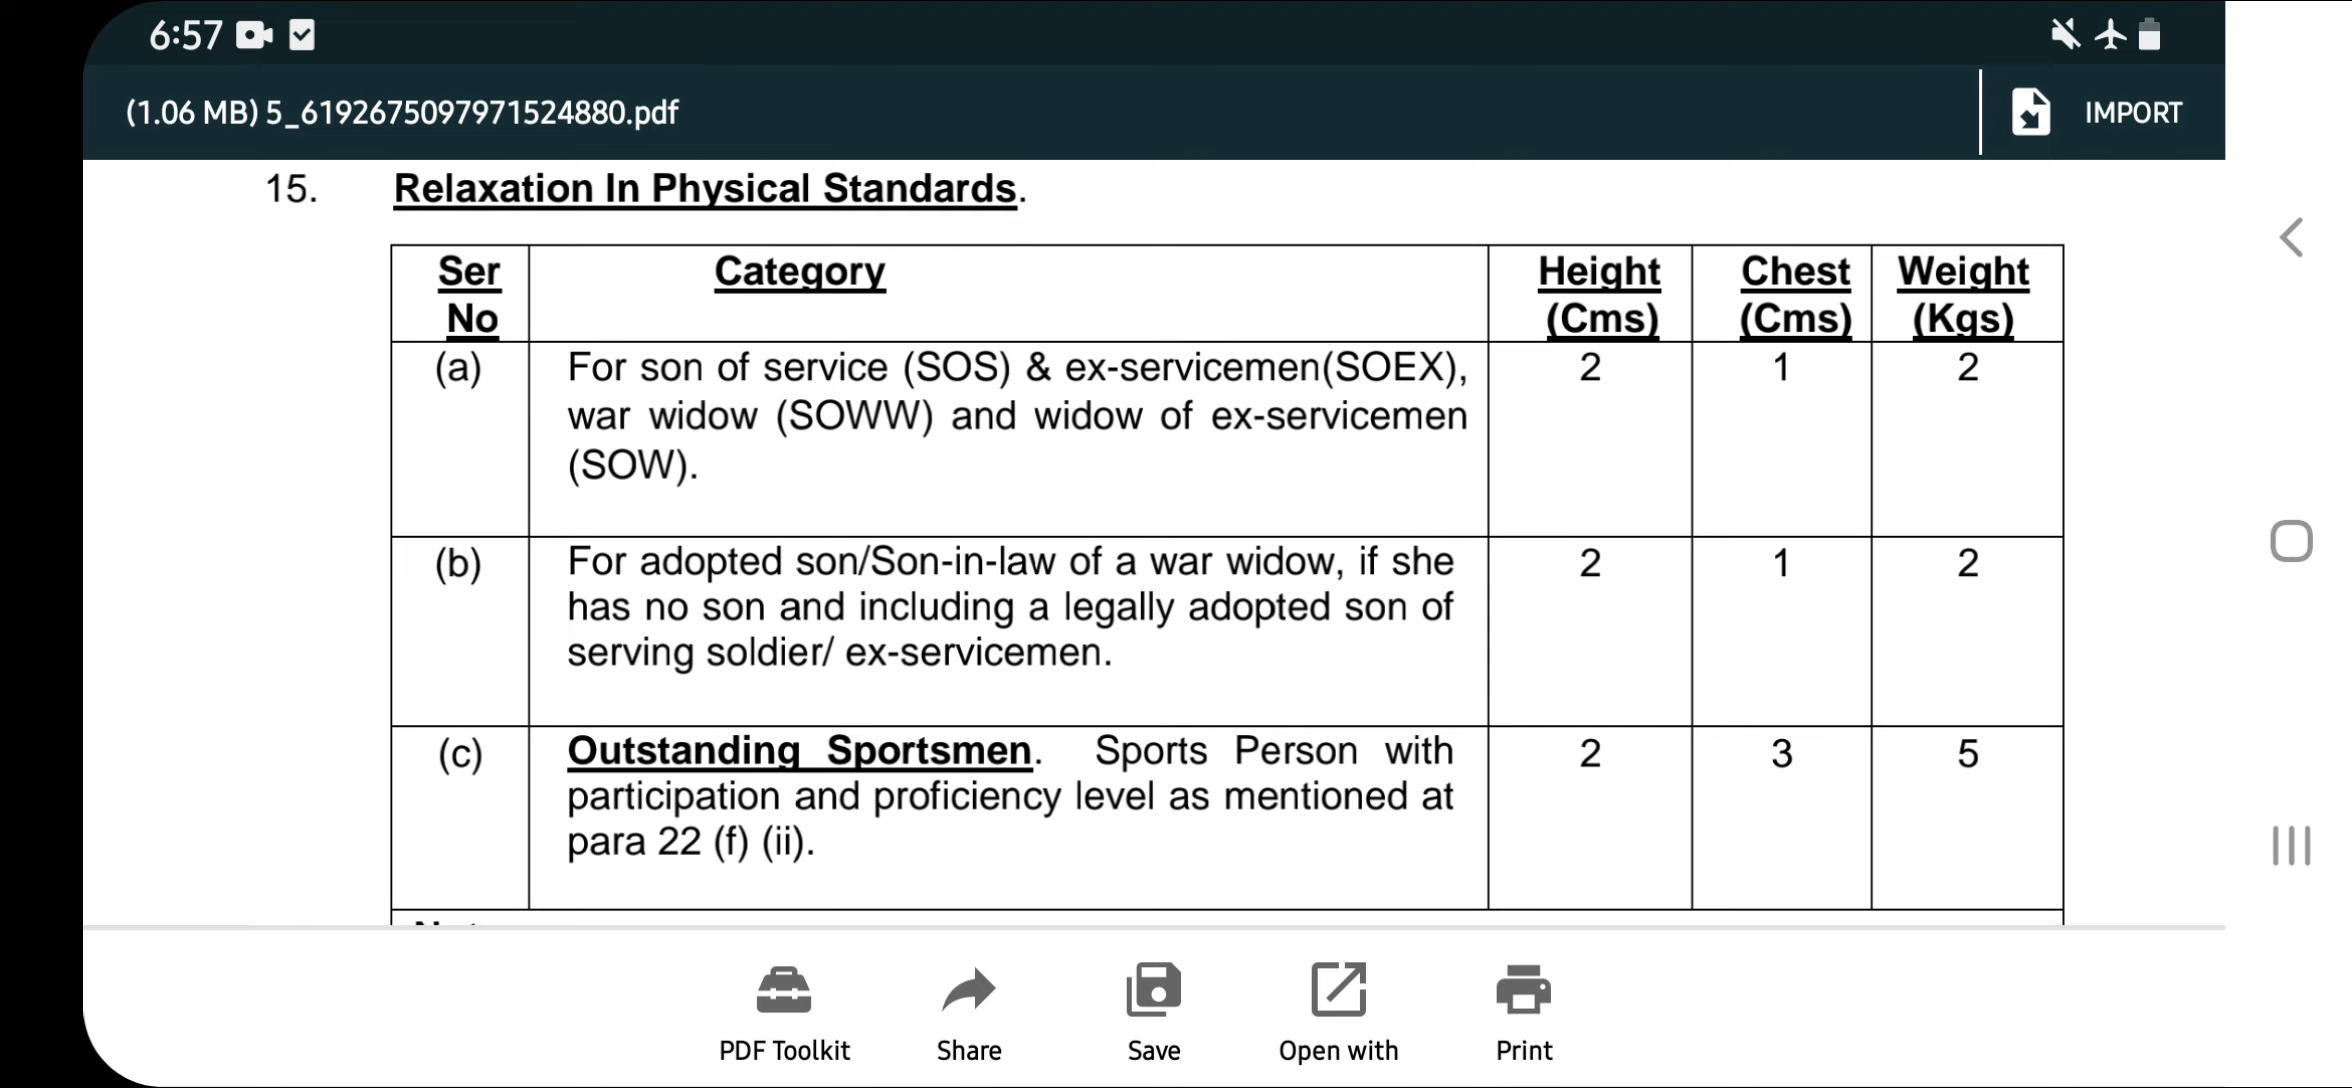 6:57
(1.06 MB) 5_6192675097971524880.pdf
IMPORT
15. Relaxation In Physical Standards.
Ser No Category Height (Cms) Chest (Cms) Weight (Kgs)
(a) For son of service (SOS) & ex-servicemen(SOEX), 2 1 2
war widow (SOWW) and widow of ex-servicemen
(SOW).
(b) For adopted son/Son-in-law of a war widow, if she 2 1 2
has no son and including a legally adopted son of
serving soldier/ ex-servicemen.
(c) Outstanding Sportsmen. Sports Person with 2 3 5
participation and proficiency level as mentioned at
para 22 (f) (ii).
PDF Toolkit Share Save Open with Print